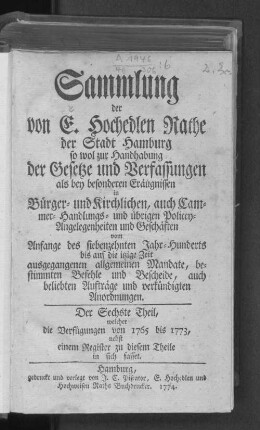 Sammlung
der
von E. Hochedlen Rathe
der Stadt Hamburg
so wol zur Handhabung
der Gesetze und Verfassungen
als bey besonderen Eräugnissen
in
Bürger- und Kirchlichen, auch Cam-
mer- Handlungs- und übrigen Policey-
Angelegenheiten und Geschäften
vom
Anfange des siebenzehnten Jahr-Hunderts
bis auf die itzige Zeit
ausgegangenen allgemeinen Mandate, be-
stimmten Befehle und Bescheide, auch
beliebten Aufträge und verkündigten
Anordnungen.
Der Sechste Theil,
welcher
die Verfügungen von 1765 bis 1773,
nebst
einem Register zu diesem Theile
in sich fasset.
Hamburg,
gedruckt und verlegt von J. C. Piscator, E. Hochedlen und
Hochweisen Raths Buchdrucker. 1774.